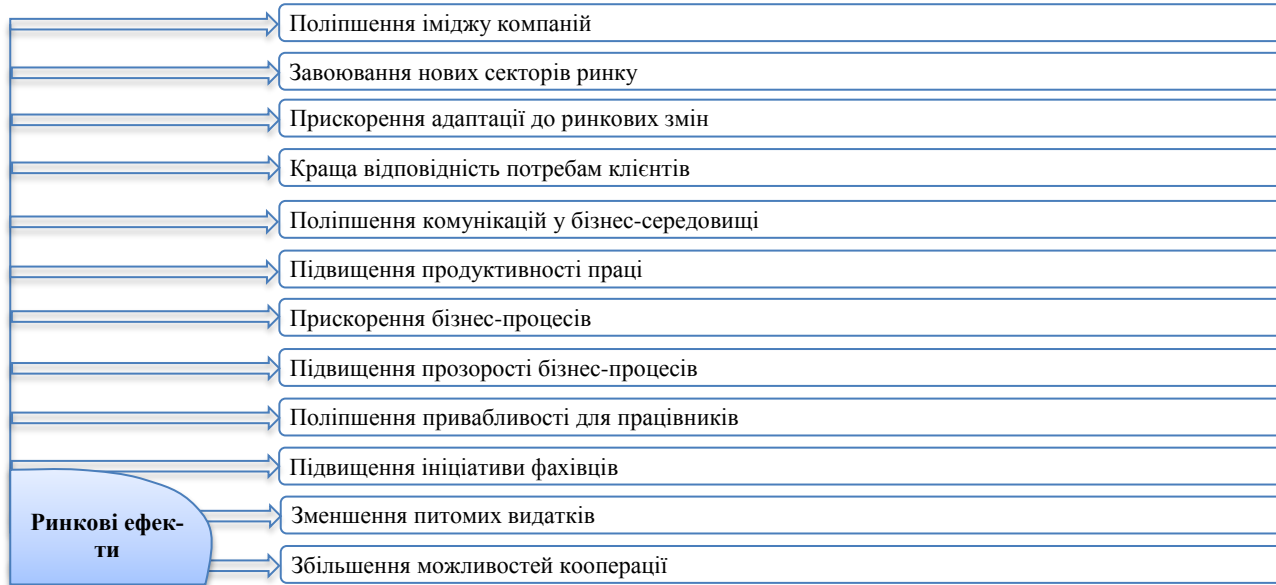 Поліпшення іміджу компаній
Завоювання нових секторів ринку
Прискорення адаптації до ринкових змін
Краща відповідність потребам клієнтів
Поліпшення комунікацій у бізнес-середовищі
Підвищення продуктивності праці
Прискорення бізнес-процесів
Підвищення прозорості бізнес-процесів
Поліпшення привабливості для працівників
Підвищення ініціативи фахівців
Зменшення питомих видатків
Ринкові ефек-
ти
Збільшення можливостей кооперації